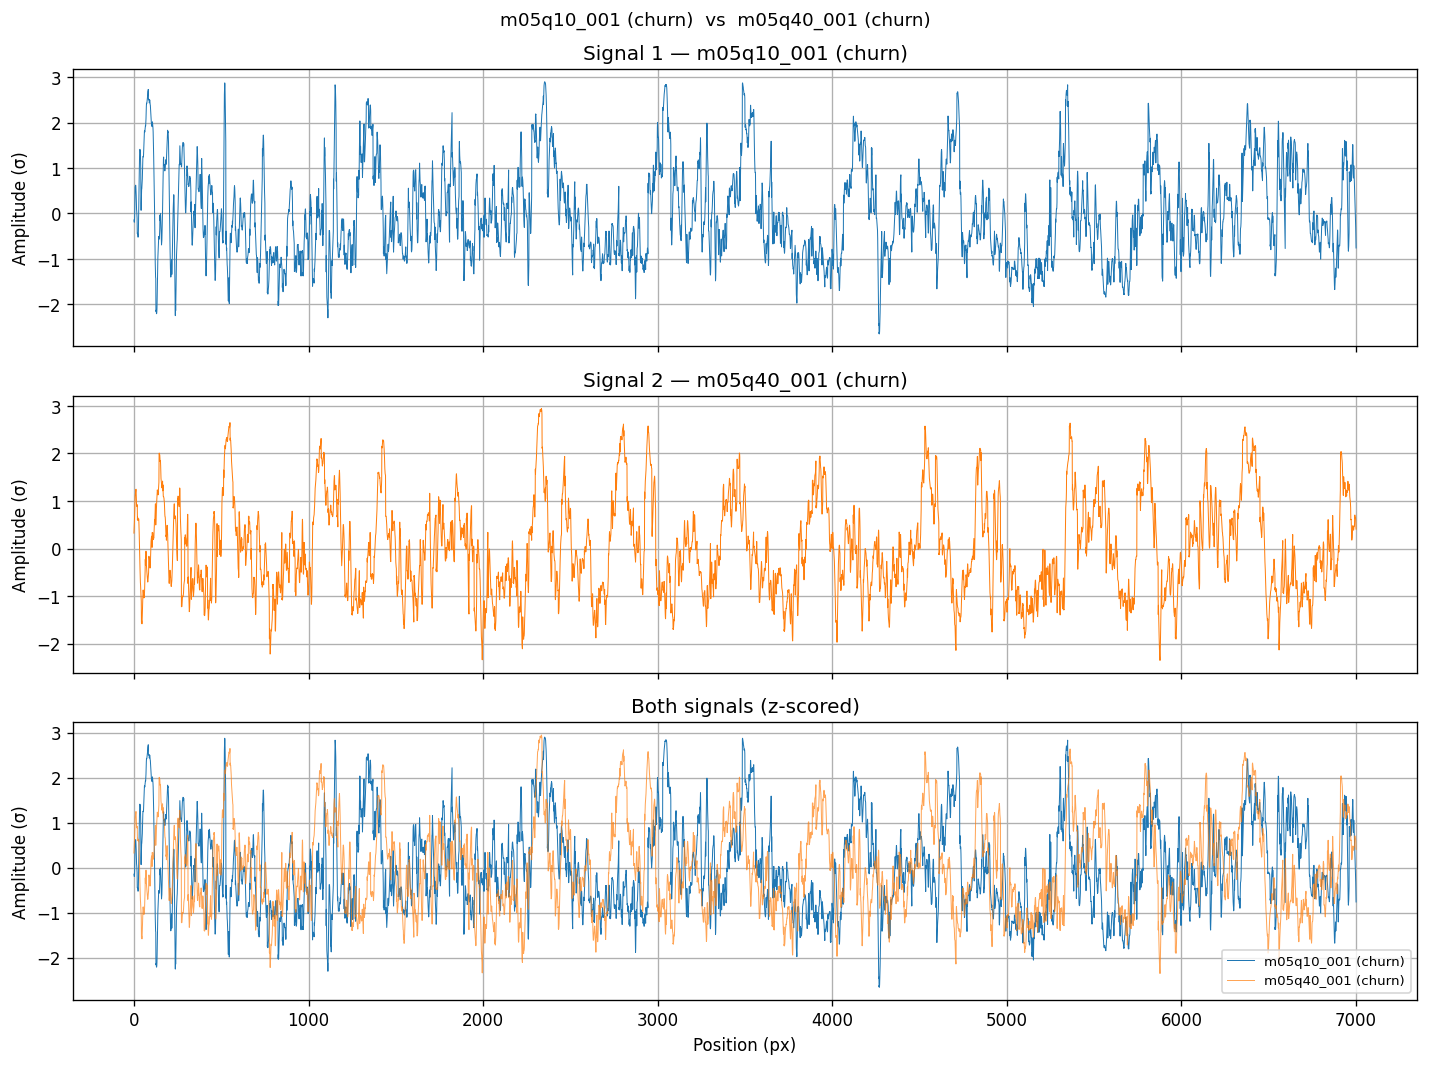 m05q10_001 (churn)  vs  m05q40_001 (churn)
Signal 1 — m05q10_001 (churn)
Amplitude (σ)
3
2
1
0
−1
−2
Signal 2 — m05q40_001 (churn)
Amplitude (σ)
3
2
1
0
−1
−2
Both signals (z-scored)
Amplitude (σ)
3
2
1
0
−1
−2
m05q10_001 (churn)
m05q40_001 (churn)
0 1000 2000 3000 4000 5000 6000 7000
Position (px)